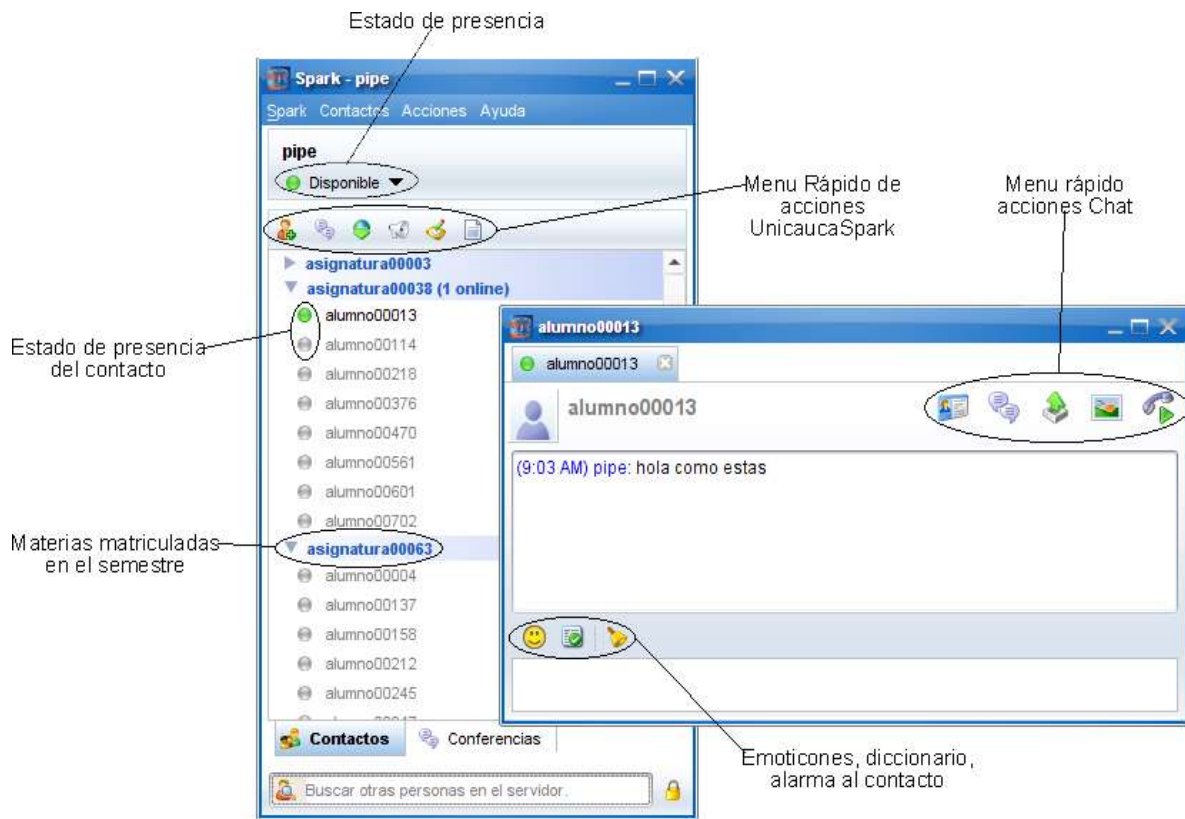 Estado de presencia
Spark - pipe
Spark Contactos Acciones Ayuda
pipe
Disponible
Menu Rápido de
acciones
UnicaucaSpark
Menu rápido
acciones Chat
asignatura00003
asignatura00038 (1 online)
alumno00013
alumno00114
alumno00218
alumno00376
alumno00470
alumno00561
alumno00601
alumno00702
asignatura00063
alumno00004
alumno00137
alumno00158
alumno00212
alumno00245
Estado de presencia
del contacto
Materias matriculadas
en el semestre
alumno00013
alumno00013
alumno00013
(9:03 AM) pipe: hola como estas
Contactos Conferencias
Buscar otras personas en el servidor.
Emoticones, diccionario,
alarma al contacto